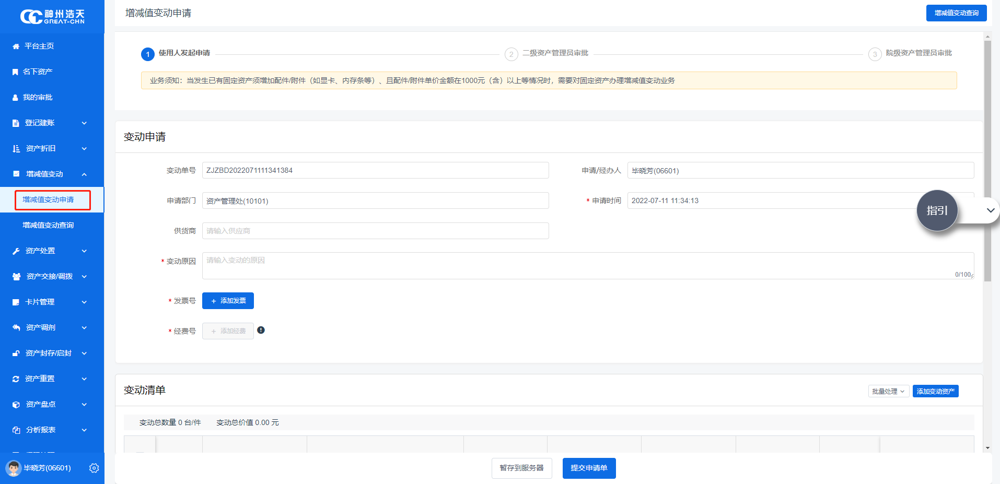 神州浩天
GREAT-CHN
平台主页
名下资产
我的审批
登记建账
资产折旧
增减值变动
增减值变动申请
增减值变动查询
资产处置
资产交接/调拨
卡片管理
资产调剂
资产封存/启封
资产重置
资产盘点
分析报表
毕晓芳(06601)
增减值变动申请
增减值变动查询
1 使用人发起申请
2 二级资产管理员审批
3 院级资产管理员审批
业务须知：当发生已有固定资产须增加配件/附件（如显卡、内存条等）、且配件/附件单价金额在1000元（含）以上等情况时，需要对固定资产办理增减值变动业务
变动申请
变动单号 ZJZBD2022071111341384
申请/经办人 毕晓芳(06601)
申请部门 资产管理处(10101)
* 申请时间 2022-07-11 11:34:13
指引
供货商 请输入供应商
* 变动原因 请输入变动的原因
0/100
* 发票号 + 添加发票
* 经费号 + 添加经费
变动清单
批量处理
添加变动资产
变动总数量 0 台/件 变动总价值 0.00 元
暂存到服务器
提交申请单